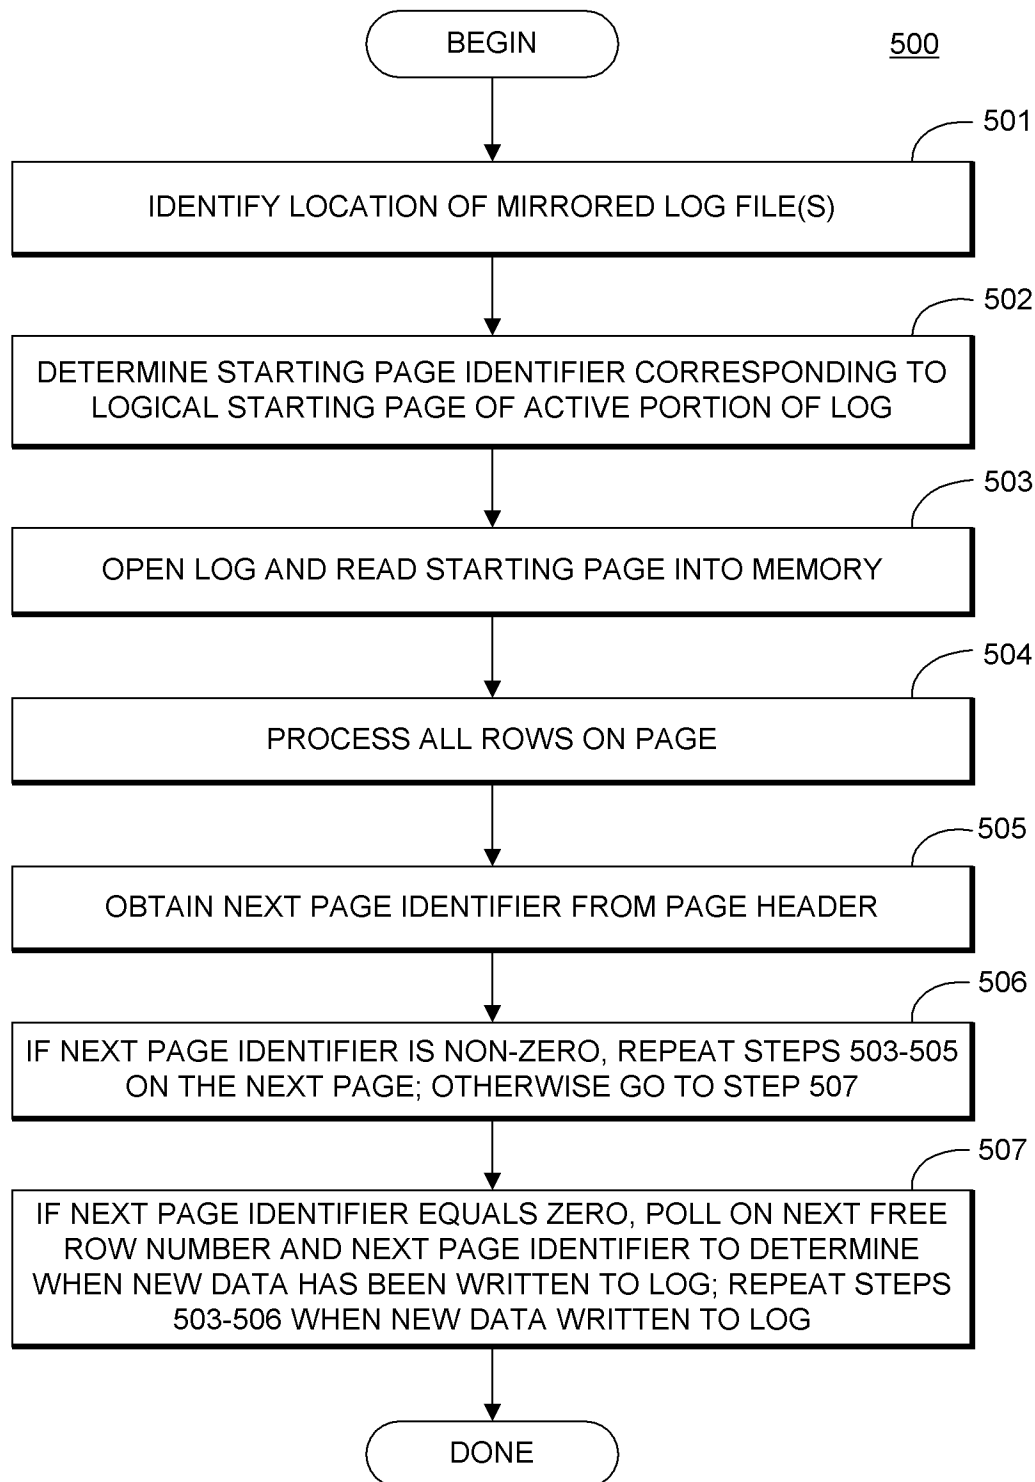 BEGIN
500
501
IDENTIFY LOCATION OF MIRRORED LOG FILE(S)
502
DETERMINE STARTING PAGE IDENTIFIER CORRESPONDING TO
LOGICAL STARTING PAGE OF ACTIVE PORTION OF LOG
503
OPEN LOG AND READ STARTING PAGE INTO MEMORY
504
PROCESS ALL ROWS ON PAGE
505
OBTAIN NEXT PAGE IDENTIFIER FROM PAGE HEADER
506
IF NEXT PAGE IDENTIFIER IS NON-ZERO, REPEAT STEPS 503-505
ON THE NEXT PAGE; OTHERWISE GO TO STEP 507
507
IF NEXT PAGE IDENTIFIER EQUALS ZERO, POLL ON NEXT FREE
ROW NUMBER AND NEXT PAGE IDENTIFIER TO DETERMINE
WHEN NEW DATA HAS BEEN WRITTEN TO LOG; REPEAT STEPS
503-506 WHEN NEW DATA WRITTEN TO LOG
DONE